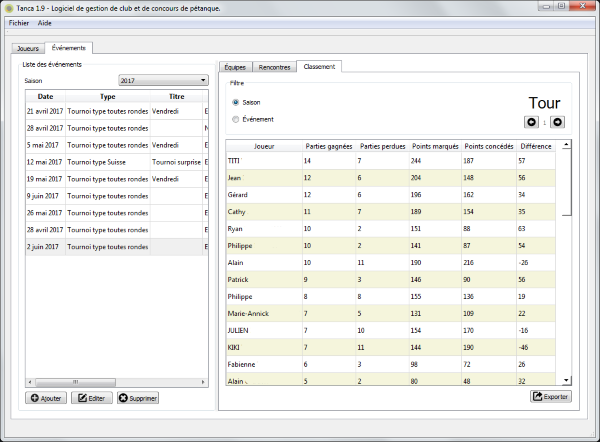 Tanca 1.9 - Logiciel de gestion de club et de concours de pétanque.
Fichier Aide
Joueurs Événements
Liste des événements
Saison 2017
Date Type Titre
21 avril 2017 Tournoi type toutes rondes Vendredi E
28 avril 2017 Tournoi type toutes rondes N
5 mai 2017 Tournoi type toutes rondes Vendredi E
12 mai 2017 Tournoi type Suisse Tournoi surprise E
19 mai 2017 Tournoi type toutes rondes Vendredi E
9 juin 2017 Tournoi type toutes rondes E
26 mai 2017 Tournoi type toutes rondes E
28 avril 2017 Tournoi type toutes rondes E
2 juin 2017 Tournoi type toutes rondes E
Ajouter Editer Supprimer
Équipes Rencontres Classement
Filtre
Saison
Événement
Tour
1
Joueur Parties gagnées Parties perdues Points marqués Points concédés Différence
TITI 14 7 244 187 57
Jean 12 6 204 148 56
Gérard 12 6 196 162 34
Cathy 11 7 189 154 35
Ryan 10 2 151 88 63
Philippe 10 2 141 87 54
Alain 10 11 190 216 -26
Patrick 9 3 146 90 56
Philippe 8 8 155 136 19
Marie-Annick 7 5 131 109 22
JULIEN 7 10 154 170 -16
KIKI 7 11 144 190 -46
Fabienne 6 3 98 72 26
Alain . 5 2 80 48 32
Exporter